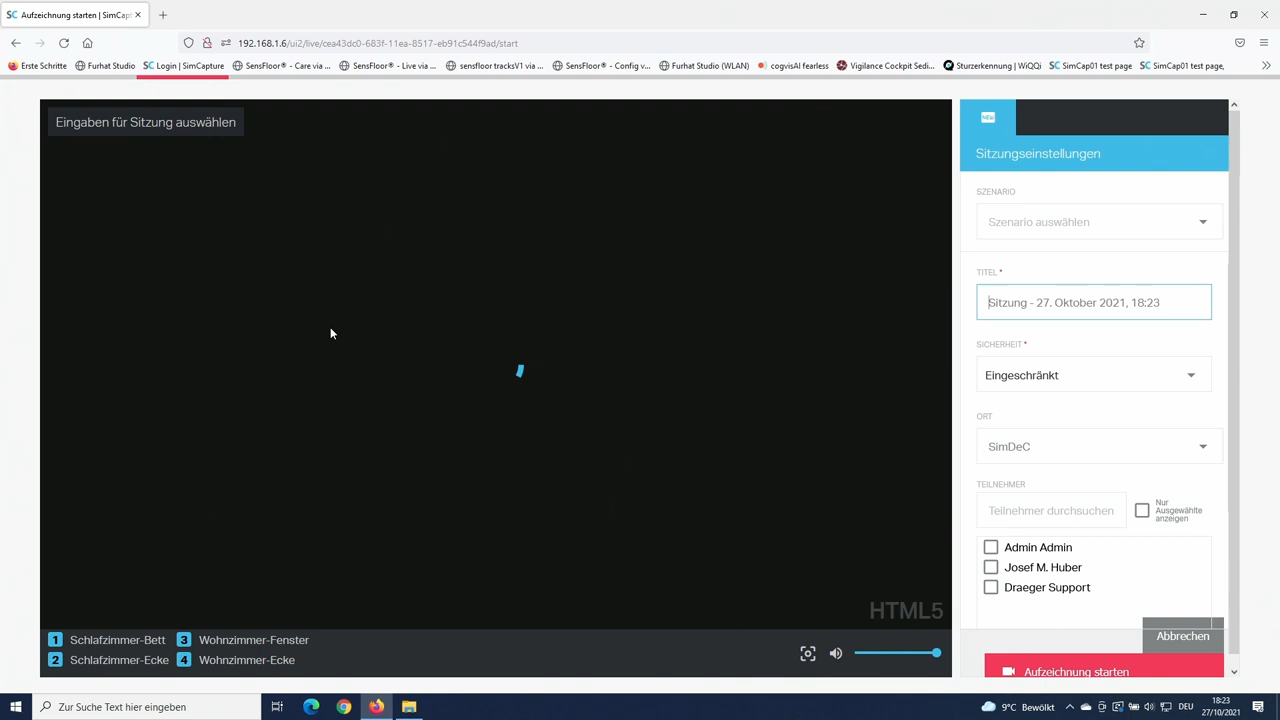 SC Aufzeichnung starten | SimCap
192.168.1.6/ui2/live/cea43dc0-683f-11ea-8517-eb91c544f9ad/start
Erste Schritte Furhat Studio SC Login | SimCapture SensFloor® - Care via ... SensFloor® - Live via ... sensfloor tracksV1 via ... SensFloor® - Config v... Furhat Studio (WLAN) cogvisAI fearless Vigilance Cockpit Sedi... Sturzerkennung | WiQQi SC SimCap01 test page SC SimCap01 test page,
Eingaben für Sitzung auswählen
HTML5
1 Schlafzimmer-Bett 3 Wohnzimmer-Fenster
2 Schlafzimmer-Ecke 4 Wohnzimmer-Ecke
NEW
Sitzungseinstellungen
SZENARIO
Szenario auswählen
TITEL *
Sitzung - 27. Oktober 2021, 18:23
SICHERHEIT *
Eingeschränkt
ORT
SimDeC
TEILNEHMER
Teilnehmer durchsuchen
Nur
Ausgewählte
anzeigen
Admin Admin
Josef M. Huber
Draeger Support
Abbrechen
Aufzeichnung starten
Zur Suche Text hier eingeben
9°C Bewölkt
DEU
18:23
27/10/2021